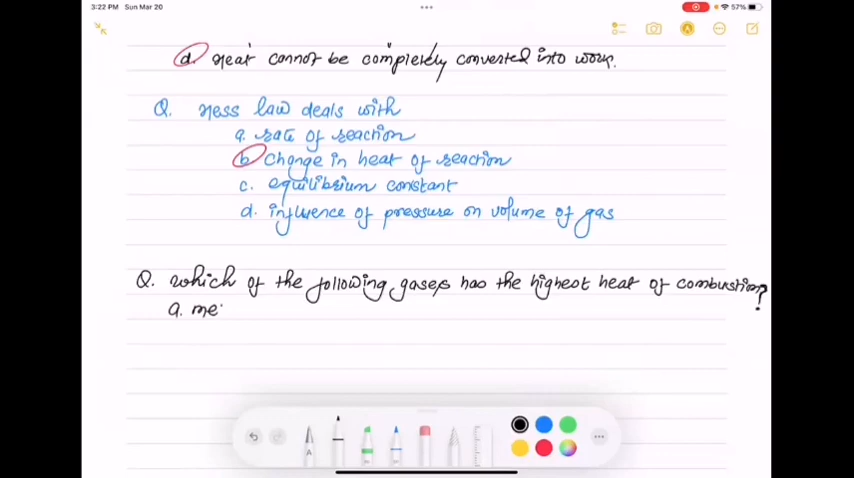 3:22 PM Sun Mar 20
57%
d. Heat cannot be completely converted into work.
Q. Hess law deals with
a. rate of reaction
b. change in heat of reaction
c. equilibrium constant
d. influence of pressure on volume of gas
Q. which of the following gases has the highest heat of combustion?
a. me
A